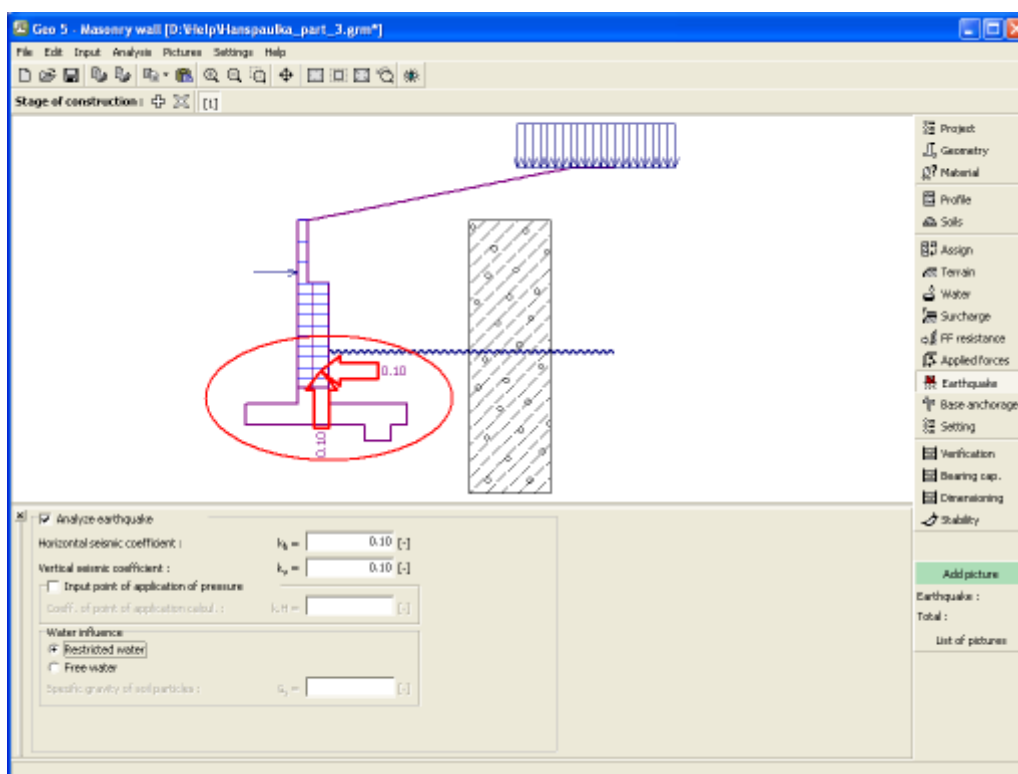 Geo 5 - Masonry wall [D:\Help\Hanspaulka_part_3.grm*]
File Edit Input Analysis Pictures Settings Help
Stage of construction : [1]
0.10
0.10
Project
Geometry
Material
Profile
Soils
Assign
Terrain
Water
Surcharge
FF resistance
Applied forces
Earthquake
Base anchorage
Setting
Verification
Bearing cap.
Dimensioning
Stability
Add picture
Earthquake :
Total :
List of pictures
Analyze earthquake
Horizontal seismic coefficient : kh = 0.10 [-]
Vertical seismic coefficient : kv = 0.10 [-]
Input point of application of pressure
Coeff. of point of application calcul. : k.H = [-]
Water influence
Restricted water
Free water
Specific gravity of soil particles : Gs = [-]